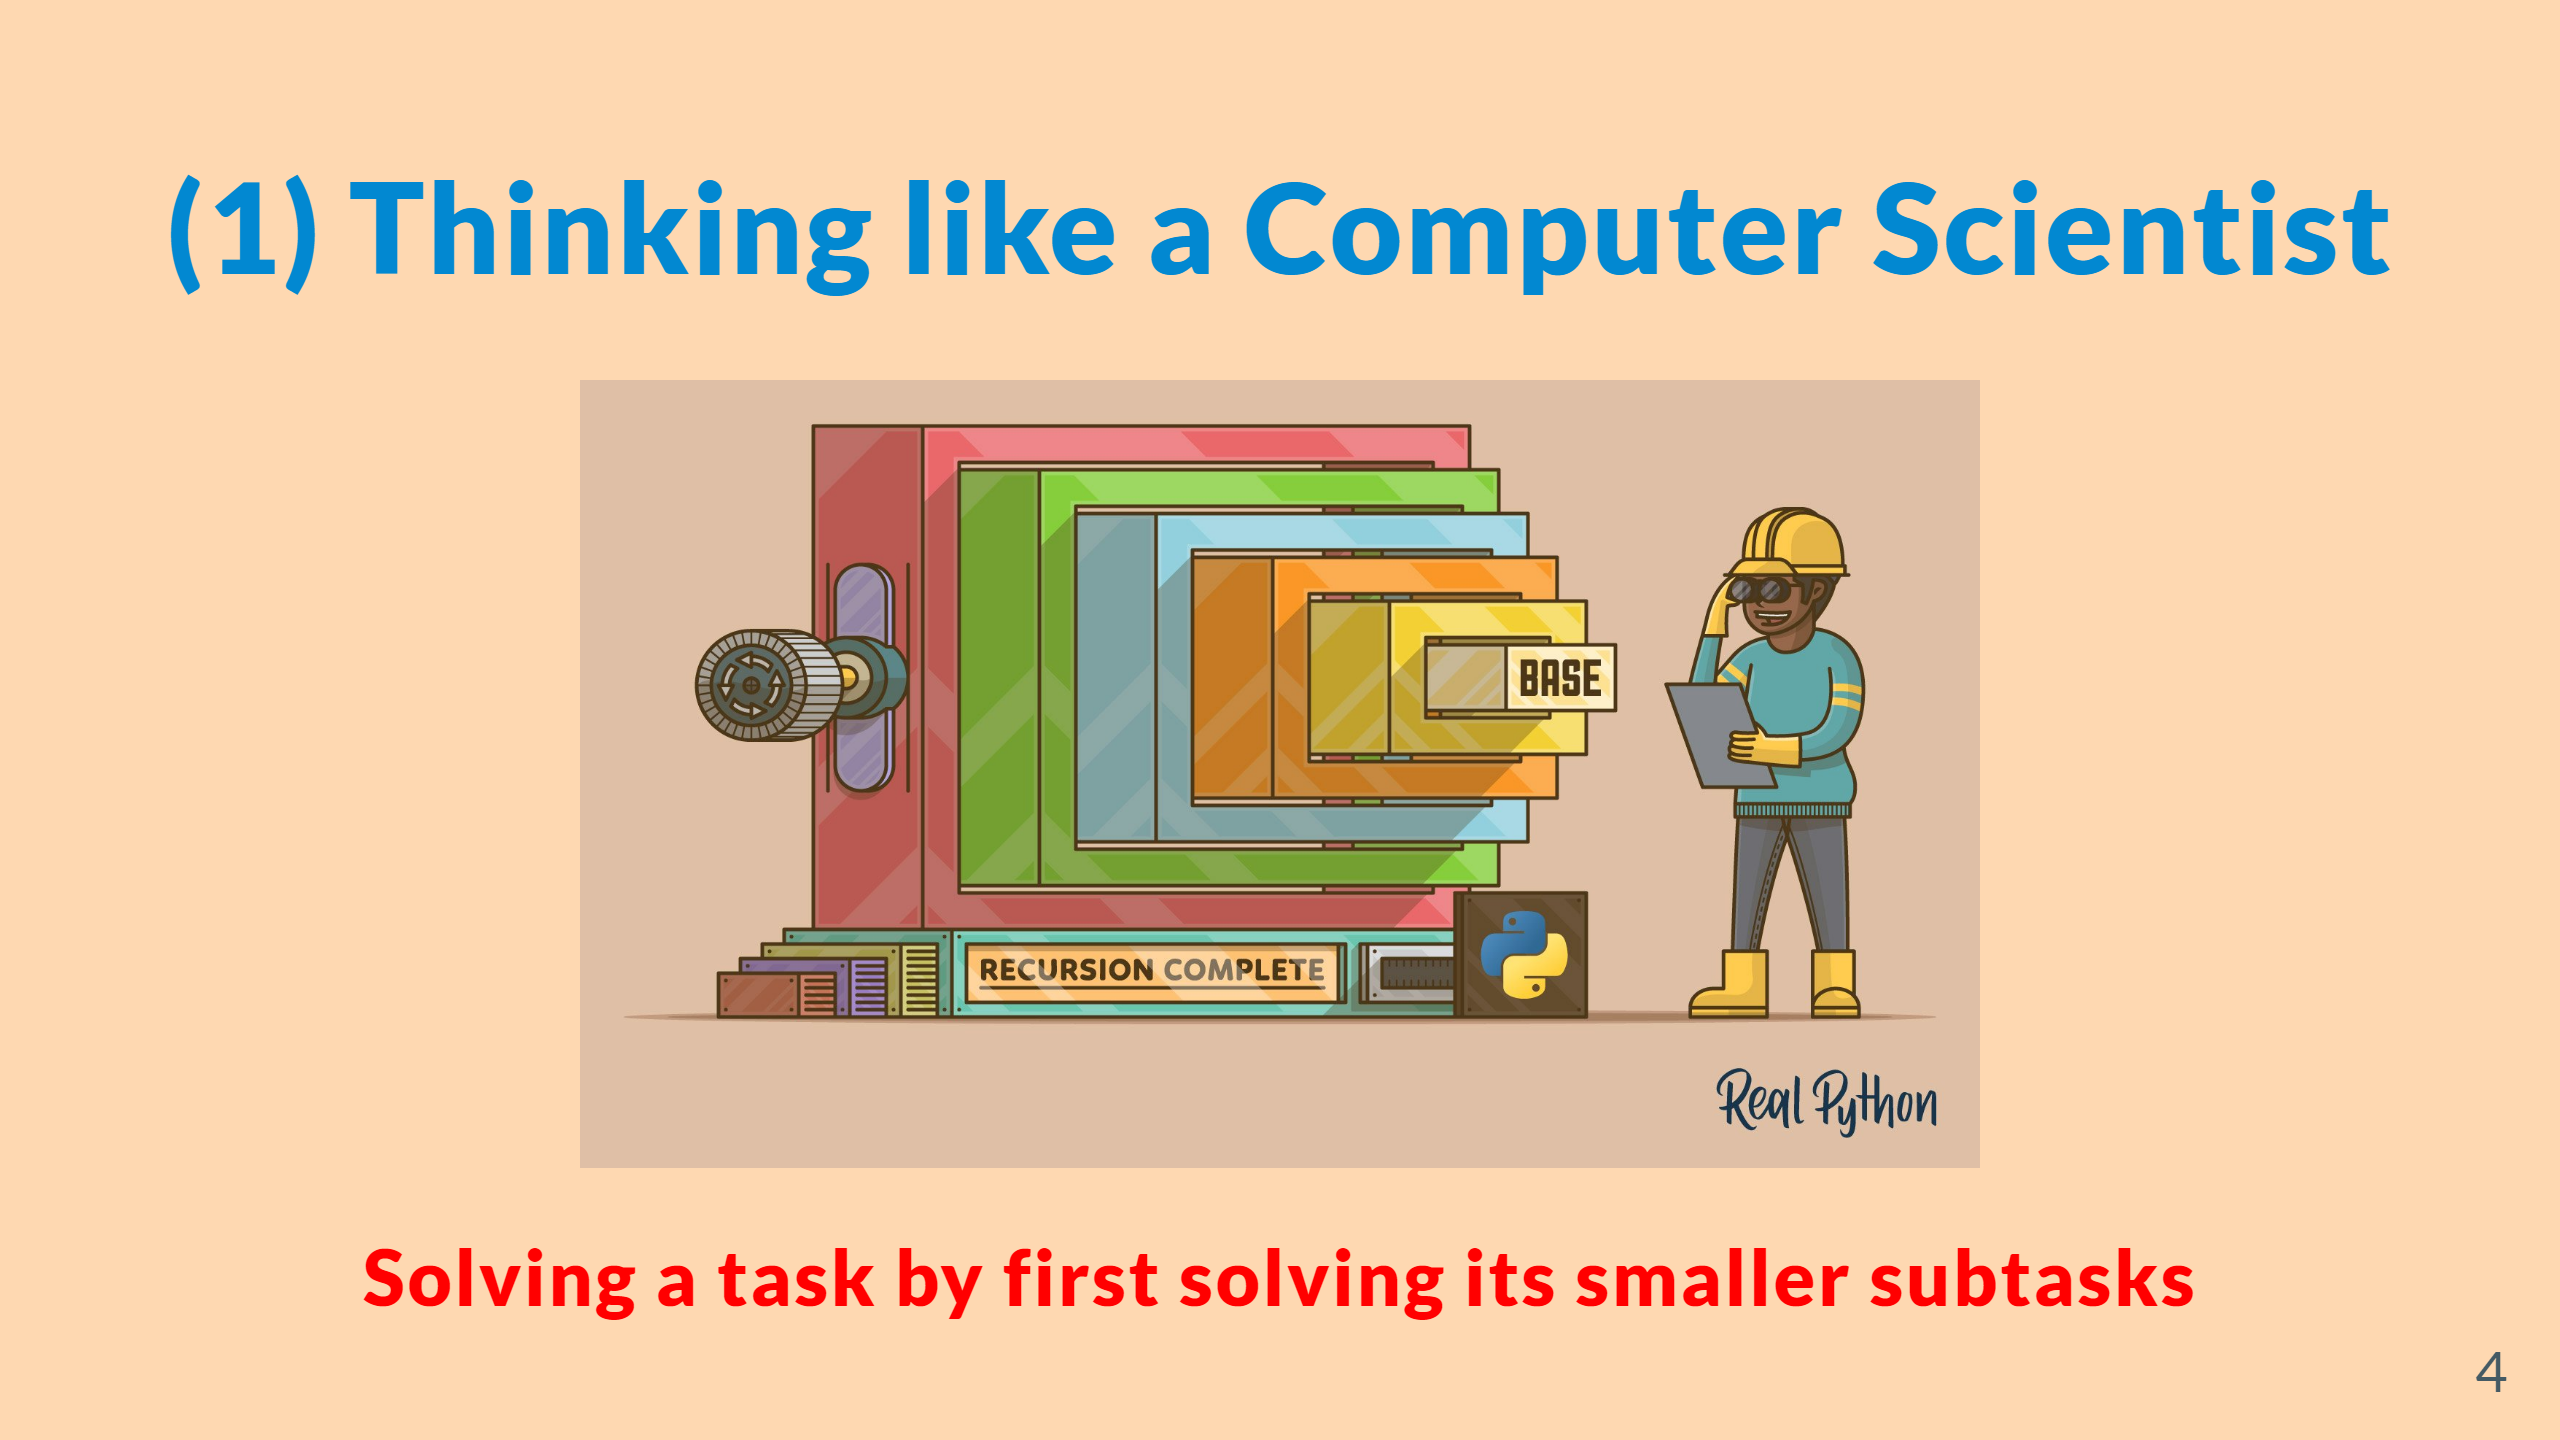 (1) Thinking like a Computer Scientist
BASE
RECURSION COMPLETE
Real Python
Solving a task by first solving its smaller subtasks
4